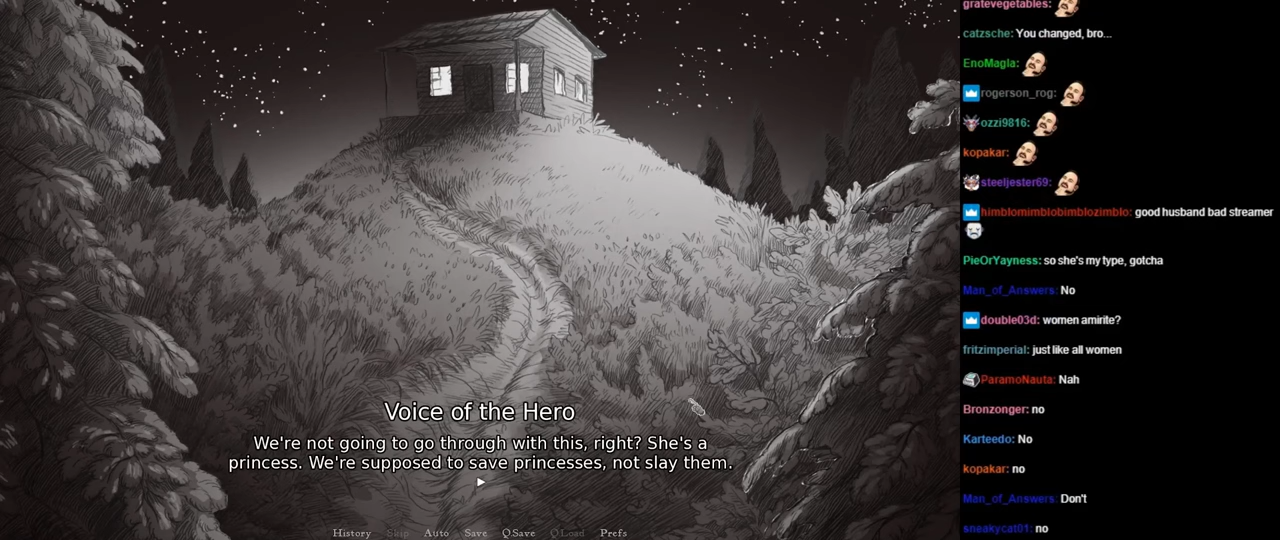 Voice of the Hero
We're not going to go through with this, right? She's a
princess. We're supposed to save princesses, not slay them.
History Skip Auto Save Q.Save Q.Load Prefs
gratevegetables:
catzsche: You changed, bro...
EnoMagla:
rogerson_rog:
ozzi9816:
kopakar:
steeljester69:
himblomimblobimblozimblo: good husband bad streamer
PieOrYayness: so she's my type, gotcha
Man_of_Answers: No
double03d: women amirite?
fritzimperial: just like all women
ParamoNauta: Nah
Bronzonger: no
Karteedo: No
kopakar: no
Man_of_Answers: Don't
sneakycat01: no